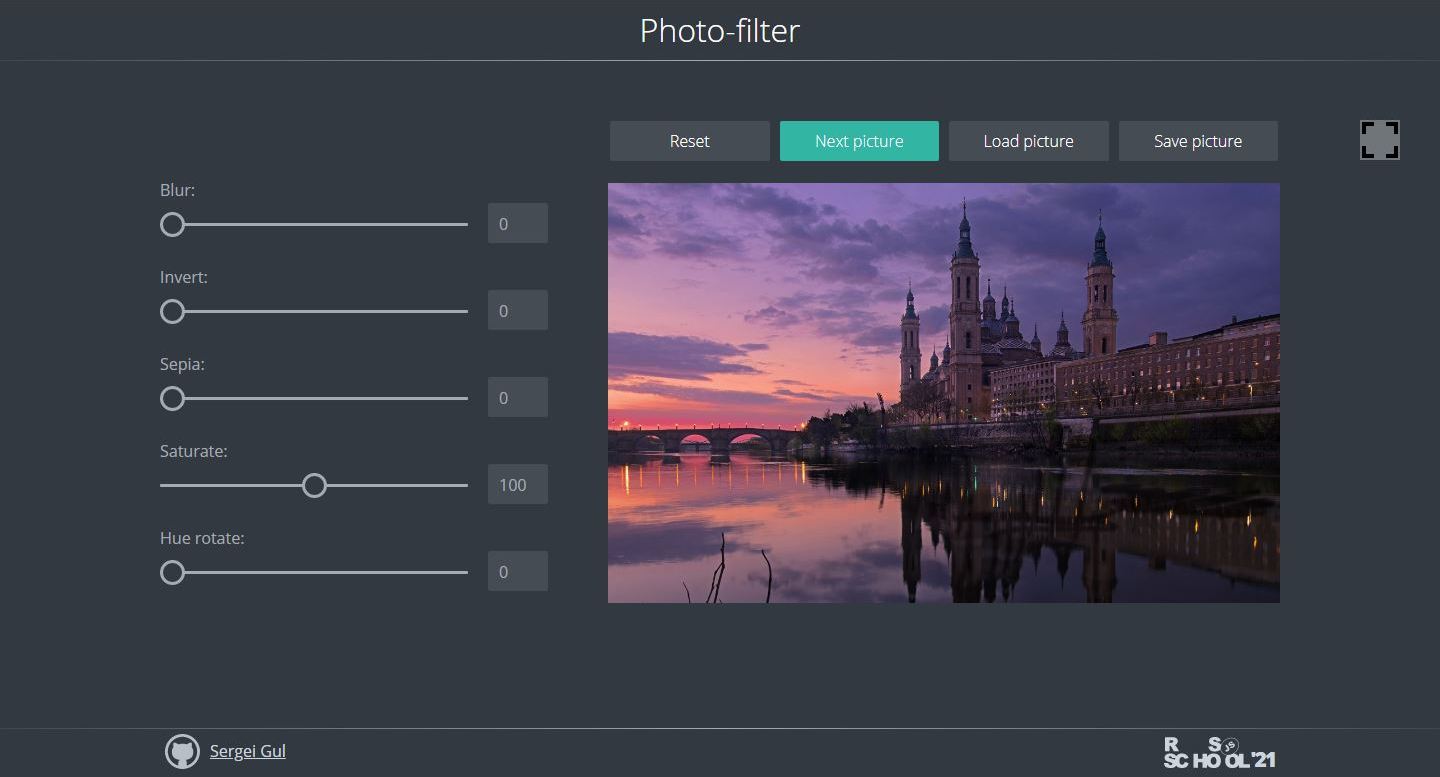 Photo-filter
Reset
Next picture
Load picture
Save picture
Blur:
0
Invert:
0
Sepia:
0
Saturate:
100
Hue rotate:
0
Sergei Gul
R S
SCHOOL'21